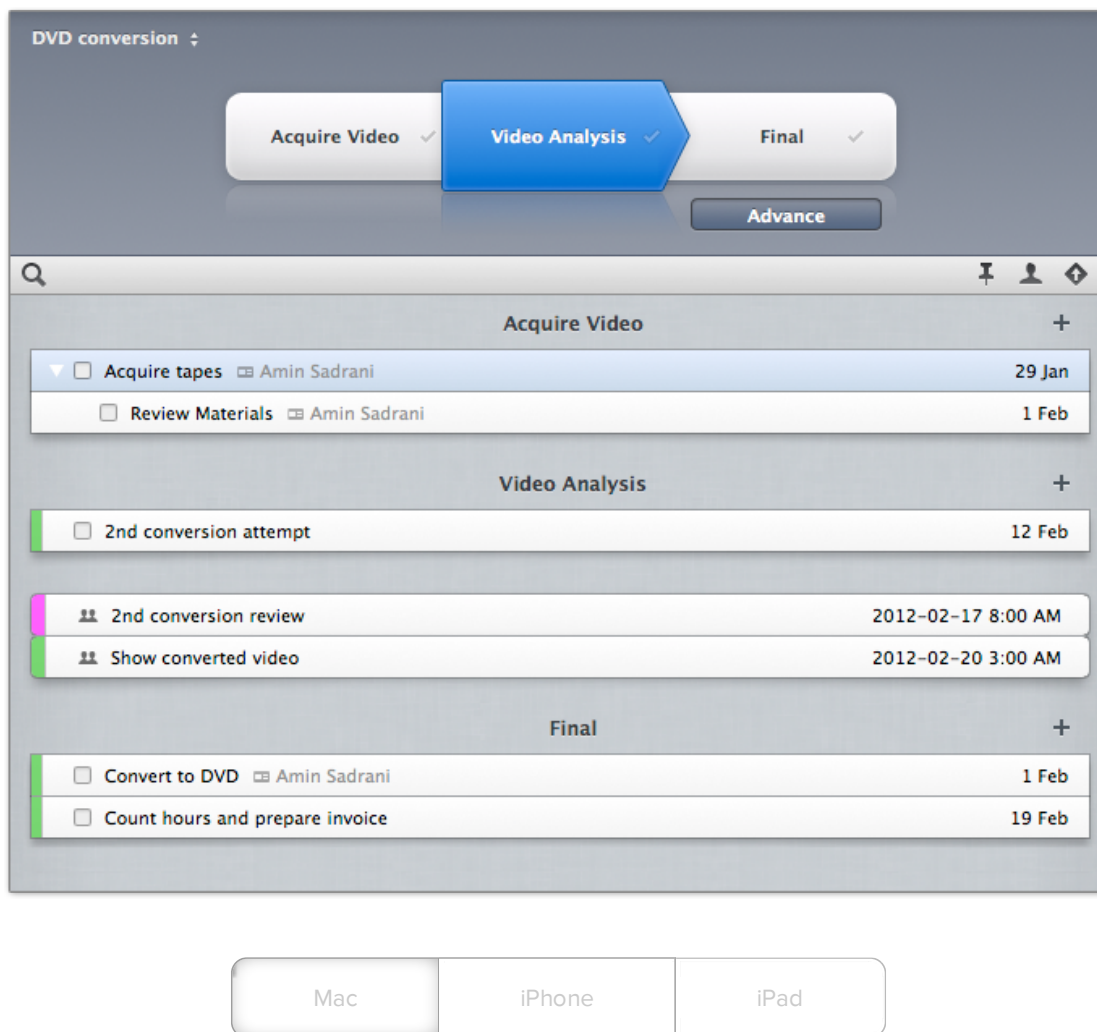 DVD conversion
Acquire Video Video Analysis Final
Advance
Acquire Video
Acquire tapes Amin Sadrani 29 Jan
Review Materials Amin Sadrani 1 Feb
Video Analysis
2nd conversion attempt 12 Feb
2nd conversion review 2012-02-17 8:00 AM
Show converted video 2012-02-20 3:00 AM
Final
Convert to DVD Amin Sadrani 1 Feb
Count hours and prepare invoice 19 Feb
Mac iPhone iPad